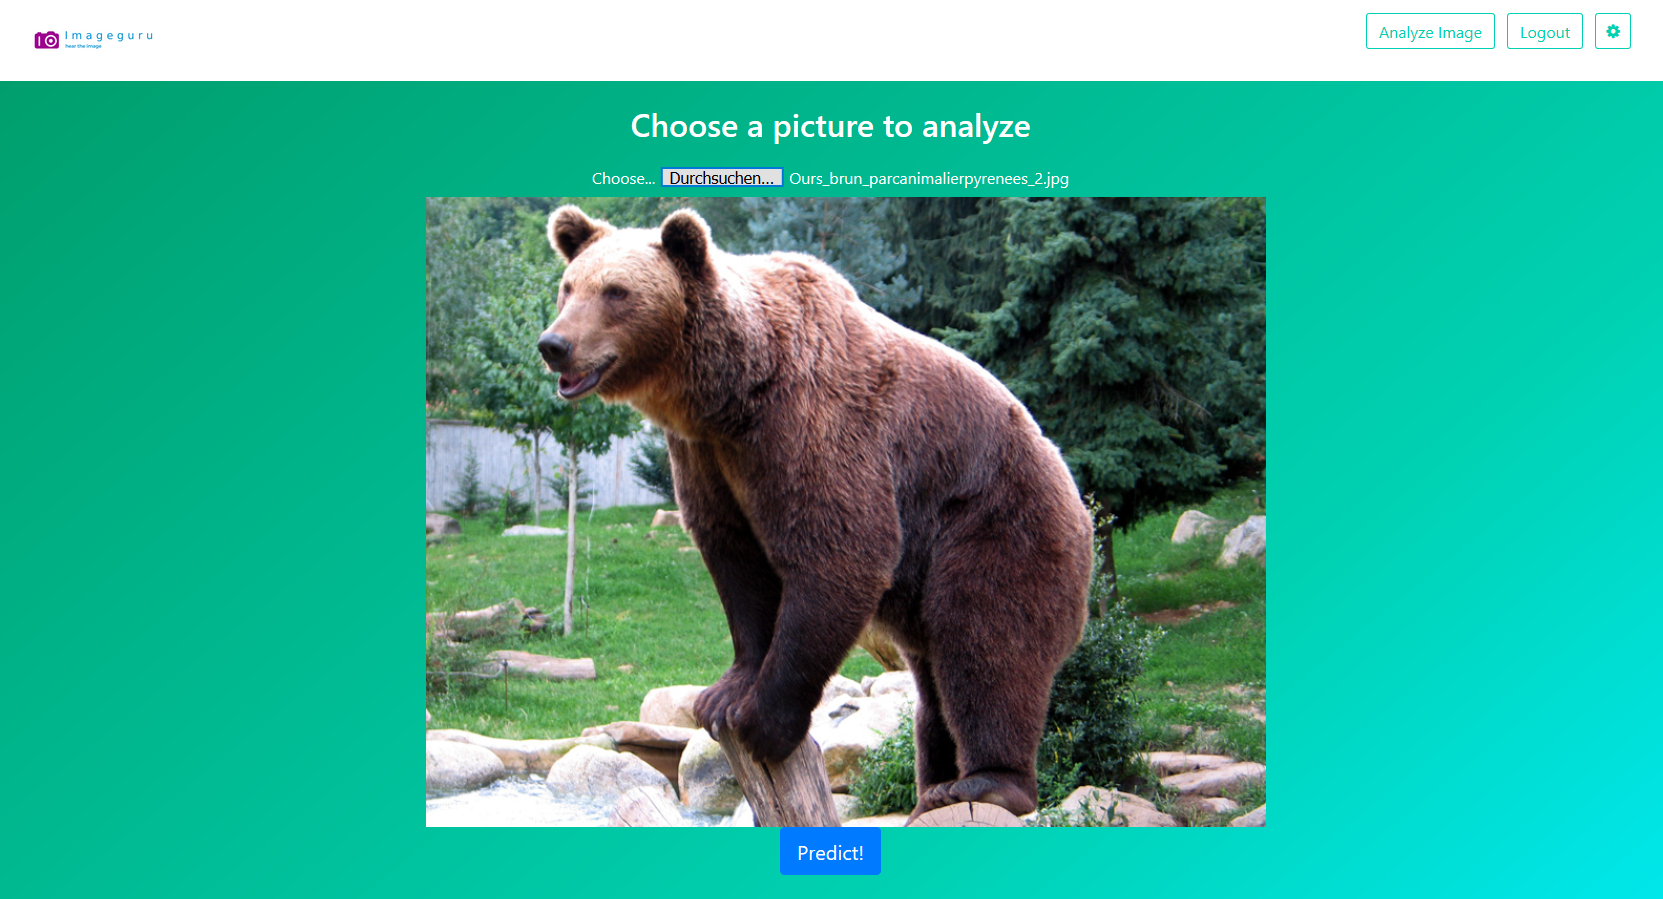 Imageguru
hear the image
Analyze Image
Logout
Choose a picture to analyze
Choose... Durchsuchen... Ours_brun_parcanimalierpyrenees_2.jpg
Predict!